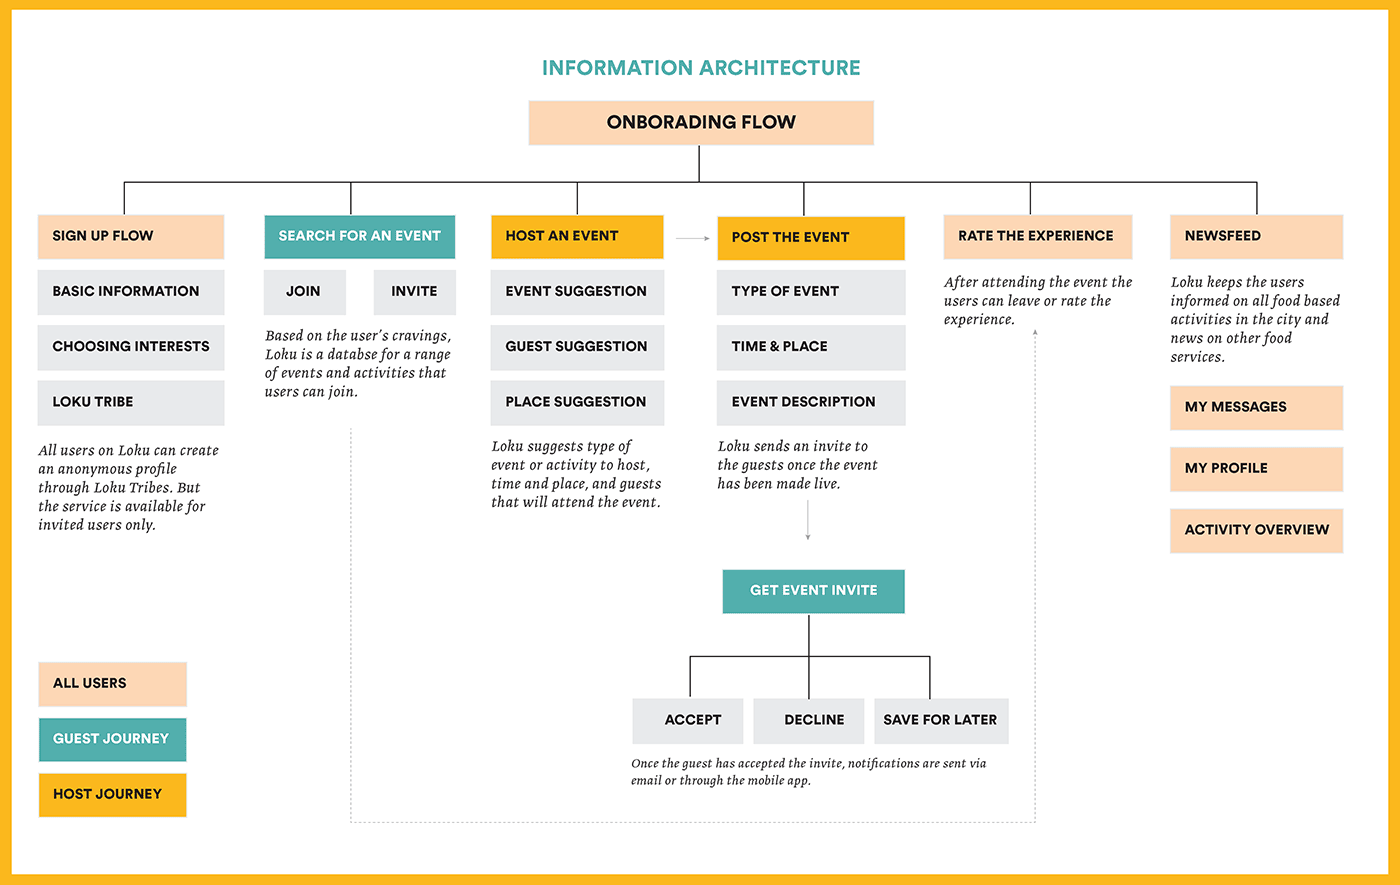 INFORMATION ARCHITECTURE
ONBORADING FLOW
SIGN UP FLOW
BASIC INFORMATION
CHOOSING INTERESTS
LOKU TRIBE
All users on Loku can create
an anonymous profile
through Loku Tribes. But
the service is available for
invited users only.
SEARCH FOR AN EVENT
JOIN
INVITE
Based on the user's cravings,
Loku is a databse for a range
of events and activities that
users can join.
HOST AN EVENT
EVENT SUGGESTION
GUEST SUGGESTION
PLACE SUGGESTION
Loku suggests type of
event or activity to host,
time and place, and guests
that will attend the event.
POST THE EVENT
TYPE OF EVENT
TIME & PLACE
EVENT DESCRIPTION
Loku sends an invite to
the guests once the event
has been made live.
GET EVENT INVITE
ACCEPT
DECLINE
SAVE FOR LATER
Once the guest has accepted the invite, notifications are sent via
email or through the mobile app.
RATE THE EXPERIENCE
After attending the event the
users can leave or rate the
experience.
NEWSFEED
Loku keeps the users
informed on all food based
activities in the city and
news on other food
services.
MY MESSAGES
MY PROFILE
ACTIVITY OVERVIEW
ALL USERS
GUEST JOURNEY
HOST JOURNEY